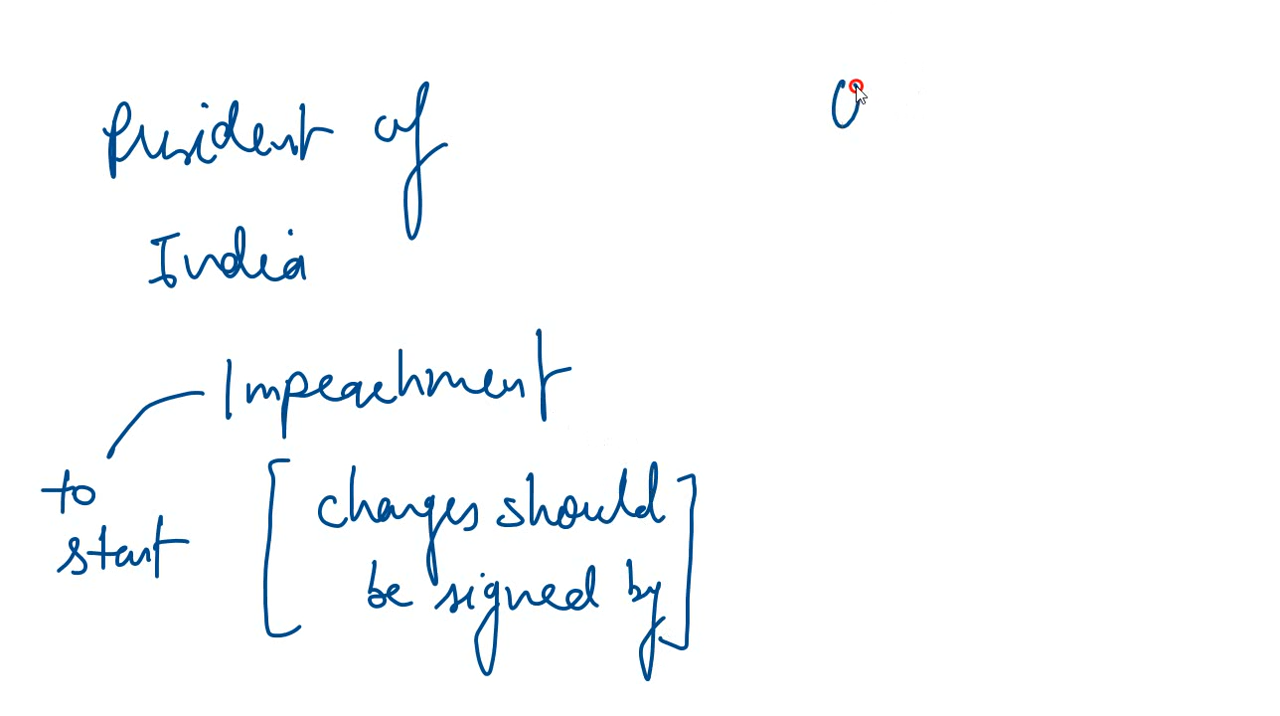 President of
India
Impeachment
to
start
[ charges should
be signed by ]